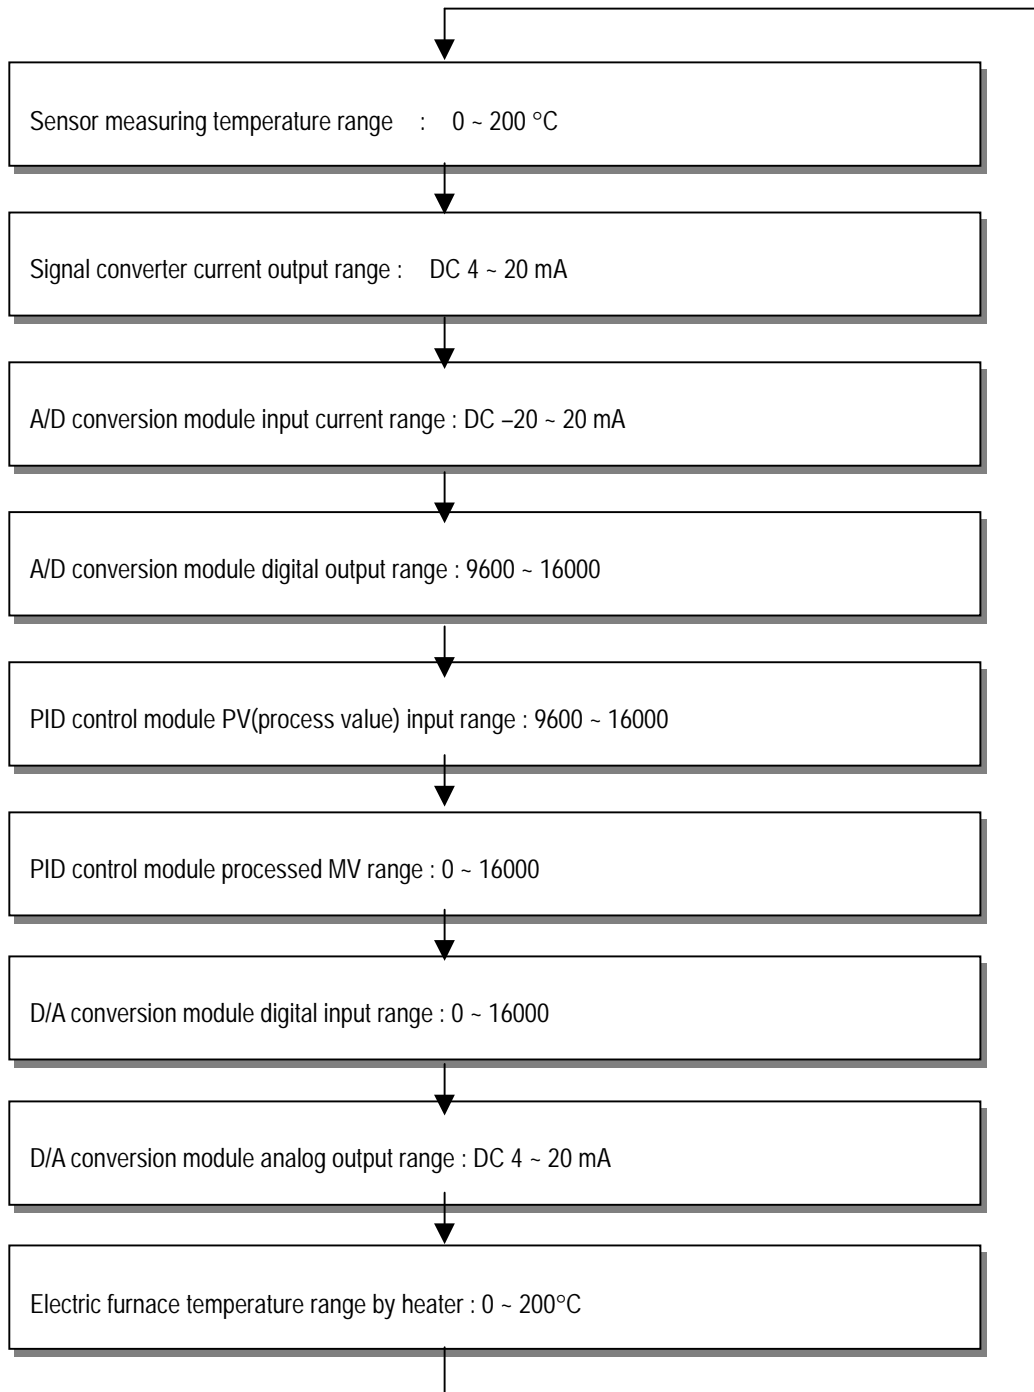 Sensor measuring temperature range : 0 ~ 200 °C
Signal converter current output range : DC 4 ~ 20 mA
A/D conversion module input current range : DC –20 ~ 20 mA
A/D conversion module digital output range : 9600 ~ 16000
PID control module PV(process value) input range : 9600 ~ 16000
PID control module processed MV range : 0 ~ 16000
D/A conversion module digital input range : 0 ~ 16000
D/A conversion module analog output range : DC 4 ~ 20 mA
Electric furnace temperature range by heater : 0 ~ 200°C